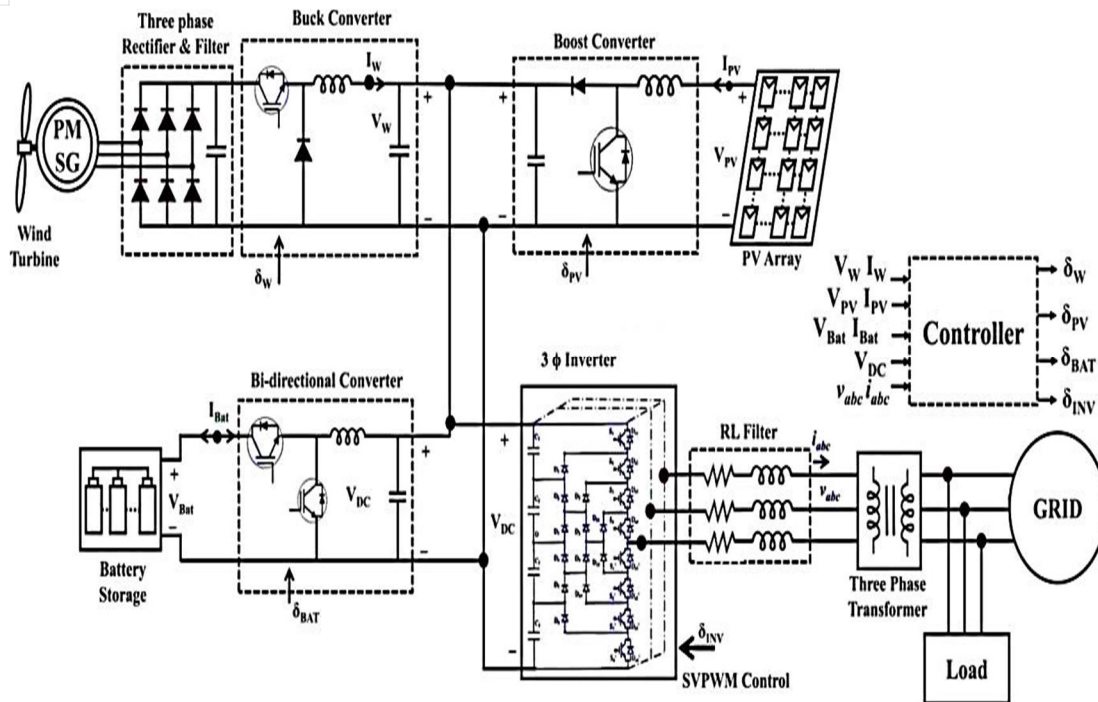 Three phase
Rectifier & Filter
Buck Converter
Boost Converter
I_W
I_PV
PM
SG
+
V_W
+
+
+
V_PV
−
−
−
−
Wind
Turbine
δ_W
δ_PV
PV Array
V_W I_W
V_PV I_PV
V_Bat I_Bat
V_DC
v_abc i_abc
Controller
δ_W
δ_PV
δ_BAT
δ_INV
Bi-directional Converter
3 ϕ Inverter
I_Bat
RL Filter
i_abc
+
V_Bat
−
V_DC
+
−
+
V_DC
−
v_abc
GRID
Battery
Storage
δ_BAT
Three Phase
Transformer
δ_INV
SVPWM Control
Load